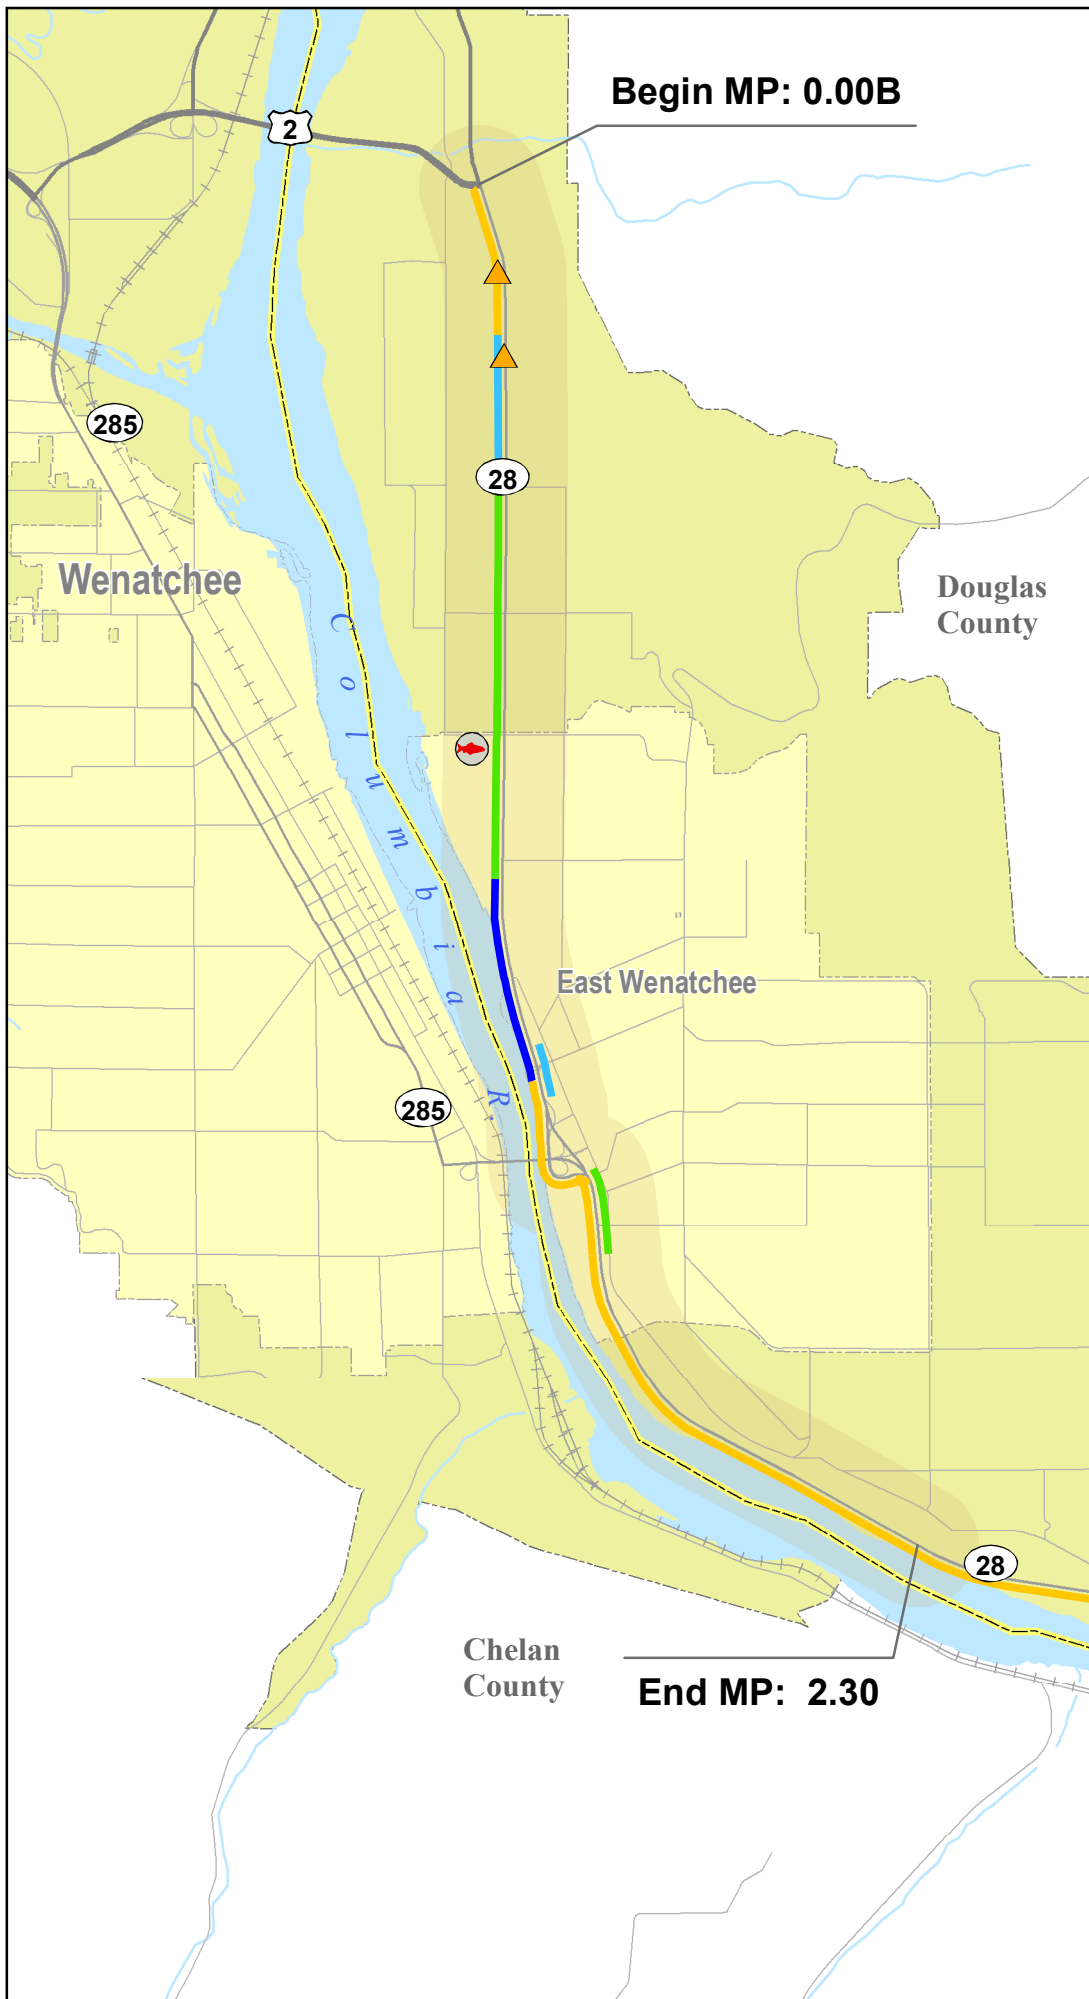 Begin MP: 0.00B
2
285
28
Wenatchee
Douglas
County
Columbia R.
East Wenatchee
285
28
Chelan
County
End MP: 2.30